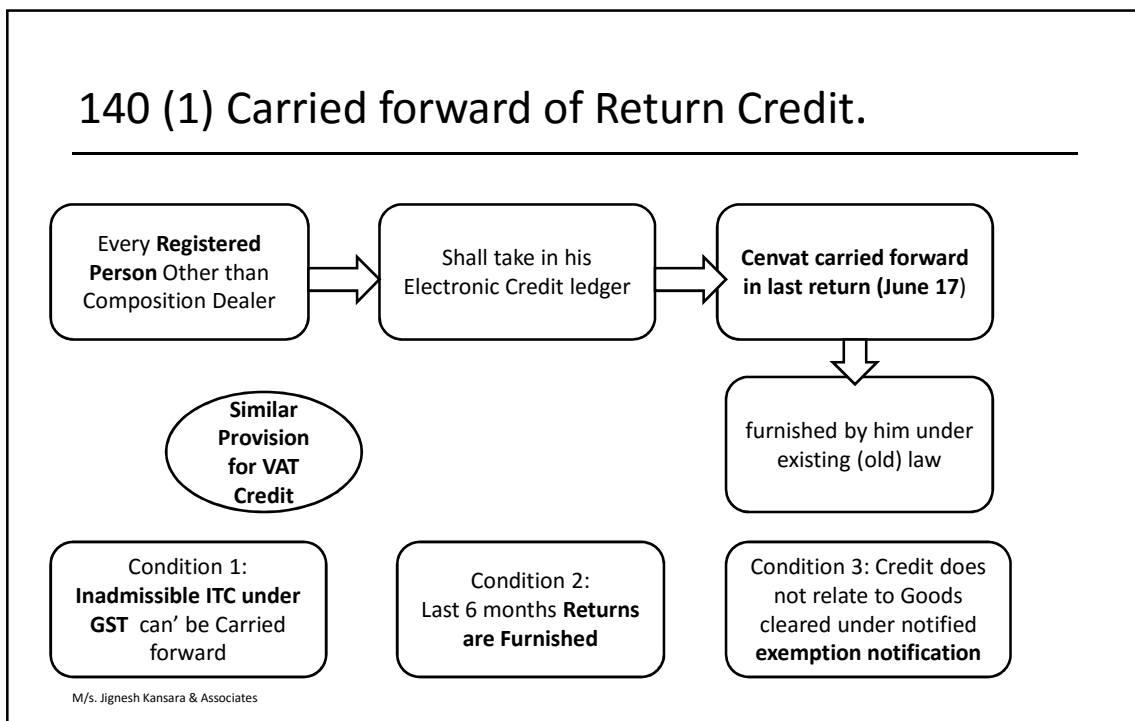 140 (1) Carried forward of Return Credit.
Every Registered
Person Other than
Composition Dealer
Shall take in his
Electronic Credit ledger
Cenvat carried forward
in last return (June 17)
Similar
Provision
for VAT
Credit
furnished by him under
existing (old) law
Condition 1:
Inadmissible ITC under
GST can’ be Carried
forward
Condition 2:
Last 6 months Returns
are Furnished
Condition 3: Credit does
not relate to Goods
cleared under notified
exemption notification
M/s. Jignesh Kansara & Associates